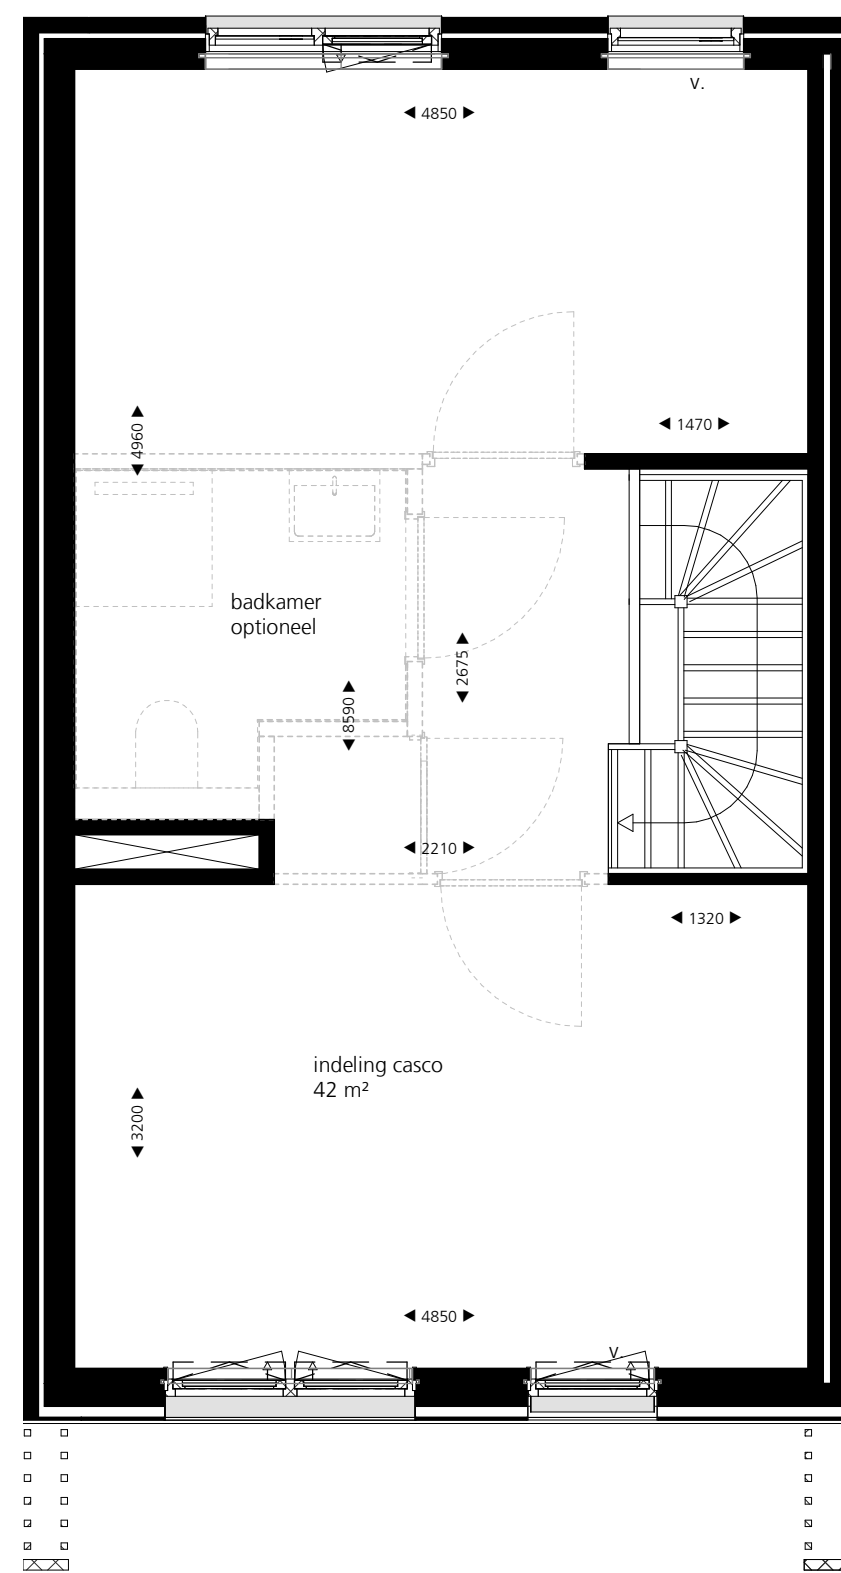 v.
4850
1470
4960
badkamer
optioneel
2675
8590
2210
1320
indeling casco
42 m²
3200
4850
v.